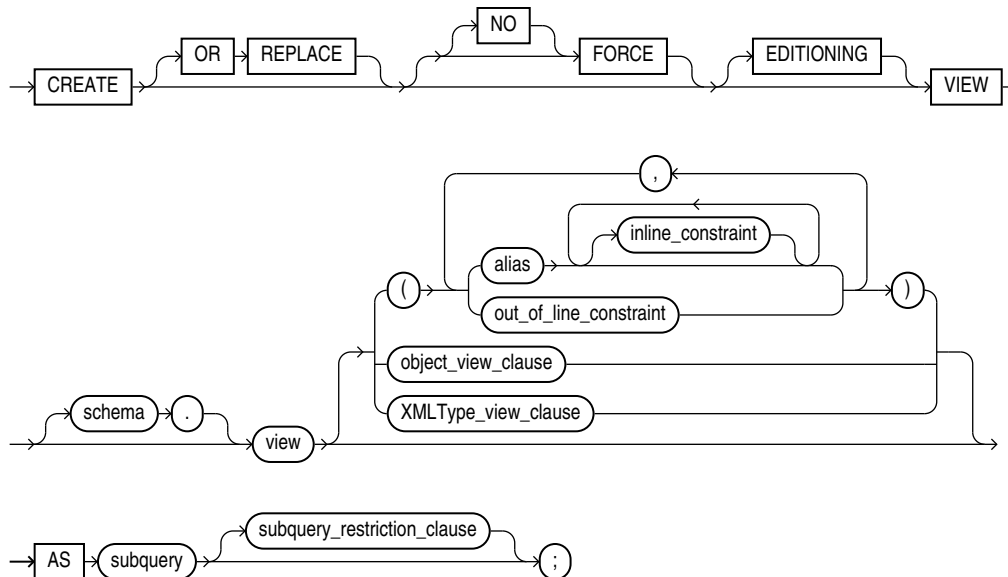 NO
OR REPLACE FORCE EDITIONING
CREATE VIEW
,
inline_constraint
alias
( )
out_of_line_constraint
object_view_clause
schema . XMLType_view_clause
view
subquery_restriction_clause
AS subquery ;